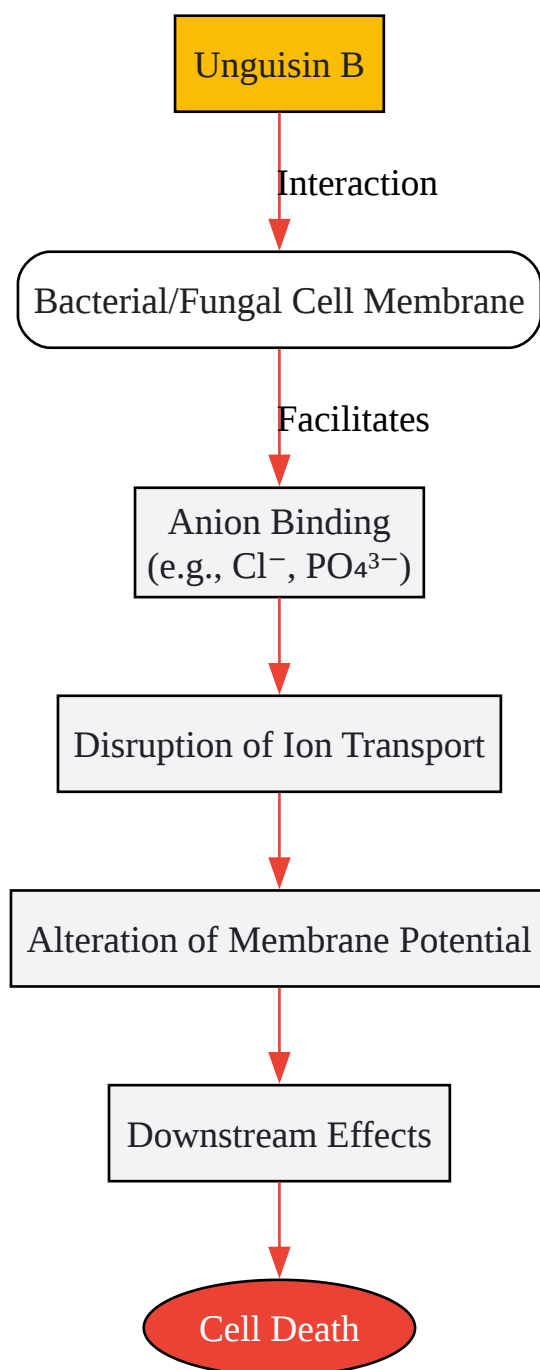 Unguisin B
Interaction
Bacterial/Fungal Cell Membrane
Facilitates
Anion Binding
(e.g., Cl⁻, PO₄³⁻)
Disruption of Ion Transport
Alteration of Membrane Potential
Downstream Effects
Cell Death